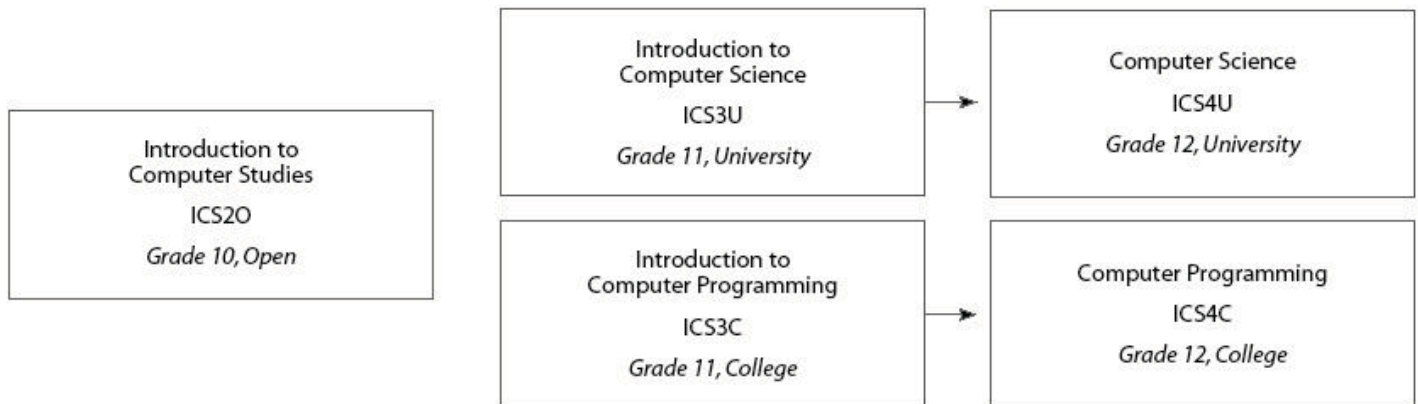 Introduction to
Computer Studies
ICS2O
Grade 10, Open
Introduction to
Computer Science
ICS3U
Grade 11, University
Computer Science
ICS4U
Grade 12, University
Introduction to
Computer Programming
ICS3C
Grade 11, College
Computer Programming
ICS4C
Grade 12, College